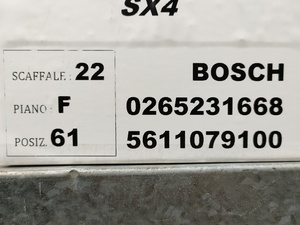 SX4
SCAFFALE: 22
PIANO: F
POSIZ. 61
BOSCH
0265231668
5611079100